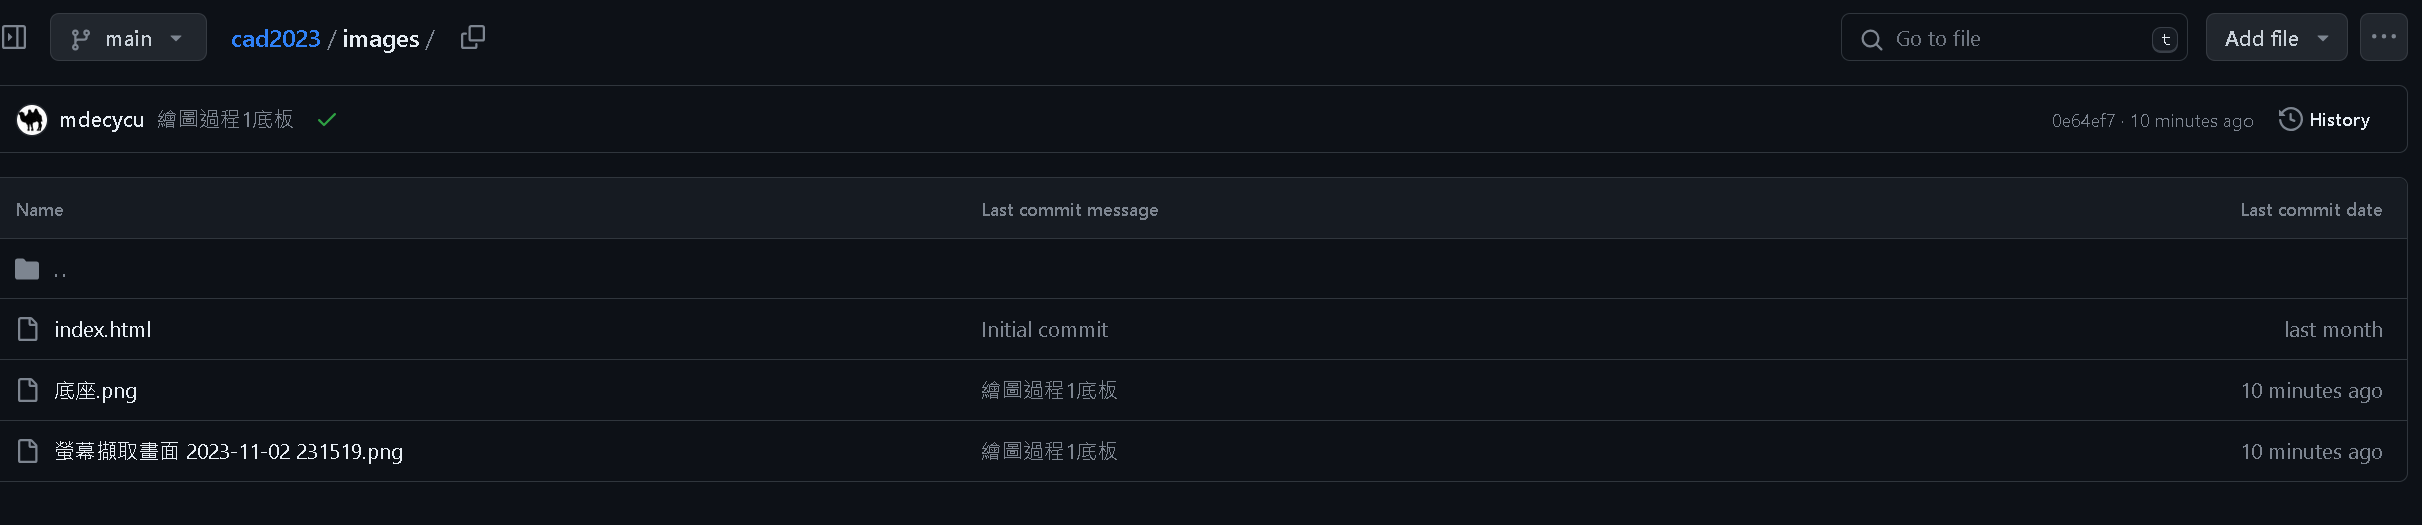 main cad2023 / images / Go to file t Add file ...
mdecycu 繪圖過程1底板 0e64ef7 · 10 minutes ago History
Name Last commit message Last commit date
..
index.html Initial commit last month
底座.png 繪圖過程1底板 10 minutes ago
螢幕擷取畫面 2023-11-02 231519.png 繪圖過程1底板 10 minutes ago